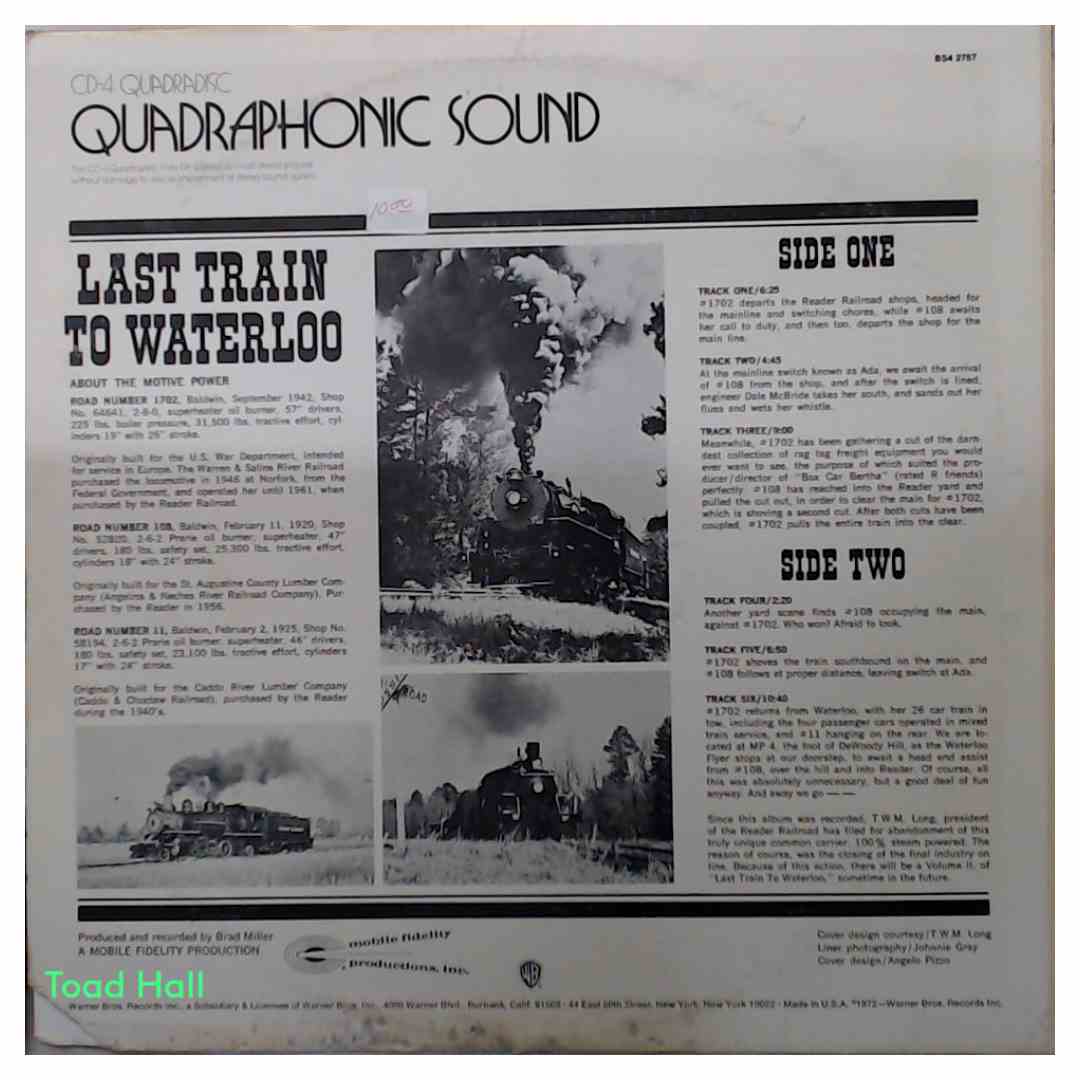 BS4 2757
CD-4 QUADRADISC
QUADRAPHONIC SOUND
10.00
LAST TRAIN
TO WATERLOO
ABOUT THE MOTIVE POWER
ROAD NUMBER 1702, Baldwin, September 1942, Shop
No. 64641, 2-8-0, superheater oil burner, 57" drivers,
225 lbs. boiler pressure, 31,500 lbs. tractive effort, cyl-
inders 19" with 26" stroke.
Originally built for the U.S. War Department, intended
for service in Europe. The Warren & Saline River Railroad
purchased the locomotive in 1946 at Norfork, from the
Federal Government, and operated her until 1961, when
purchased by the Reader Railroad.
ROAD NUMBER 108, Baldwin, February 11, 1920, Shop
No. 52820, 2-6-2 Prarie oil burner, superheater, 47"
drivers, 180 lbs. safety set, 25,300 lbs. tractive effort,
cylinders 18" with 24" stroke.
Originally built for the St. Augustine County Lumber Com-
pany (Angelina & Neches River Railroad Company). Pur-
chased by the Reader in 1956.
ROAD NUMBER 11, Baldwin, February 2, 1925, Shop No.
58194, 2-6-2 Prarie oil burner, superheater, 46" drivers,
180 lbs. safety set, 23,100 lbs. tractive effort, cylinders
17" with 24" stroke.
Originally built for the Caddo River Lumber Company
(Caddo & Choctaw Railroad), purchased by the Reader
during the 1940's.
SIDE ONE
TRACK ONE/6:25
#1702 departs the Reader Railroad shops, headed for
the mainline and switching chores, while #108 awaits
her call to duty, and then too, departs the shop for the
main line.
TRACK TWO/4:45
At the mainline switch known as Ada, we await the arrival
of #108 from the shop, and after the switch is lined,
engineer Dale McBride takes her south, and sands out her
flues and wets her whistle.
TRACK THREE/9:00
Meanwhile, #1702 has been gathering a cut of the darn-
dest collection of rag tag freight equipment you would
ever want to see, the purpose of which suited the pro-
ducer/director of "Box Car Bertha" (rated R friends)
perfectly. #108 has reached into the Reader yard and
pulled the cut out, in order to clear the main for #1702,
which is shoving a second cut. After both cuts have been
coupled, #1702 pulls the entire train into the clear.
SIDE TWO
TRACK FOUR/2:20
Another yard scene finds #108 occupying the main,
against #1702. Who won? Afraid to look.
TRACK FIVE/6:50
#1702 shoves the train southbound on the main, and
#108 follows at proper distance, leaving switch at Ada.
TRACK SIX/10:40
#1702 returns from Waterloo, with her 26 car train in
tow, including the four passenger cars operated in mixed
train service, and #11 hanging on the rear. We are lo-
cated at MP 4, the foot of DeWoody Hill, as the Waterloo
Flyer stops at our doorstep, to await a head end assist
from #108, over the hill and into Reader. Of course, all
this was absolutely unnecessary, but a good deal of fun
anyway. And away we go — —
Since this album was recorded, T.W.M. Long, president
of the Reader Railroad has filed for abandonment of this
truly unique common carrier, 100% steam powered. The
reason of course, was the closing of the final industry on
line. Because of this action, there will be a Volume II, of
"Last Train To Waterloo," sometime in the future.
Produced and recorded by Brad Miller
A MOBILE FIDELITY PRODUCTION
mobile fidelity
productions, inc.
WB
Cover design courtesy/T.W.M. Long
Liner photography/Johnnie Gray
Cover design/Angelo Pizzo
Toad Hall
Warner Bros. Records Inc., a Subsidiary & Licensee of Warner Bros. Inc., 4000 Warner Blvd., Burbank, Calif. 91505 · 44 East 50th Street, New York, New York 10022 · Made in U.S.A. ©1972—Warner Bros. Records Inc.